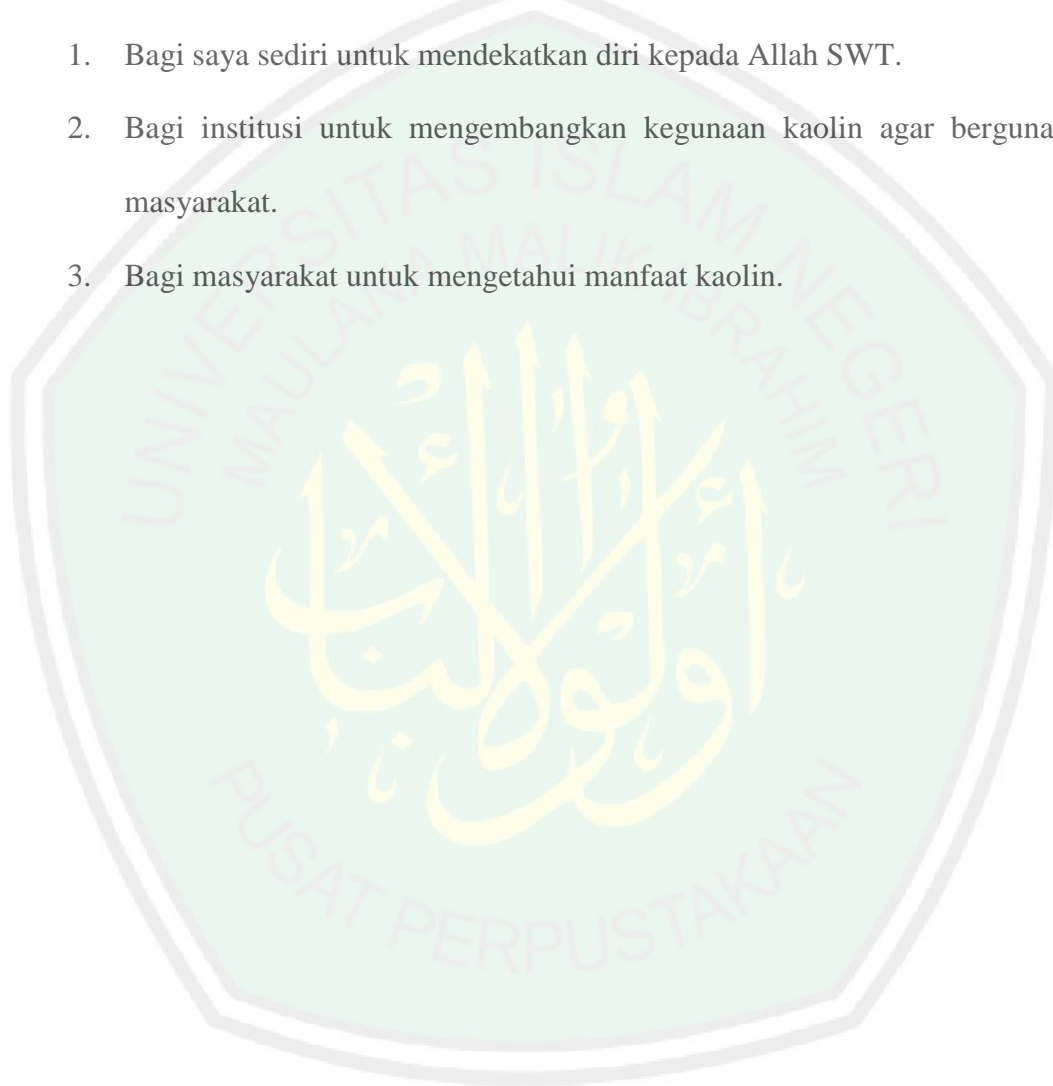 1. Bagi saya sediri untuk mendekatkan diri kepada Allah SWT.
2. Bagi institusi untuk mengembangkan kegunaan kaolin agar berguna
masyarakat.
3. Bagi masyarakat untuk mengetahui manfaat kaolin.
UNIVERSITAS ISLAM NEGERI
MAULANA MALIK IBRAHIM
أولوا الألباب
PUSAT PERPUSTAKAAN